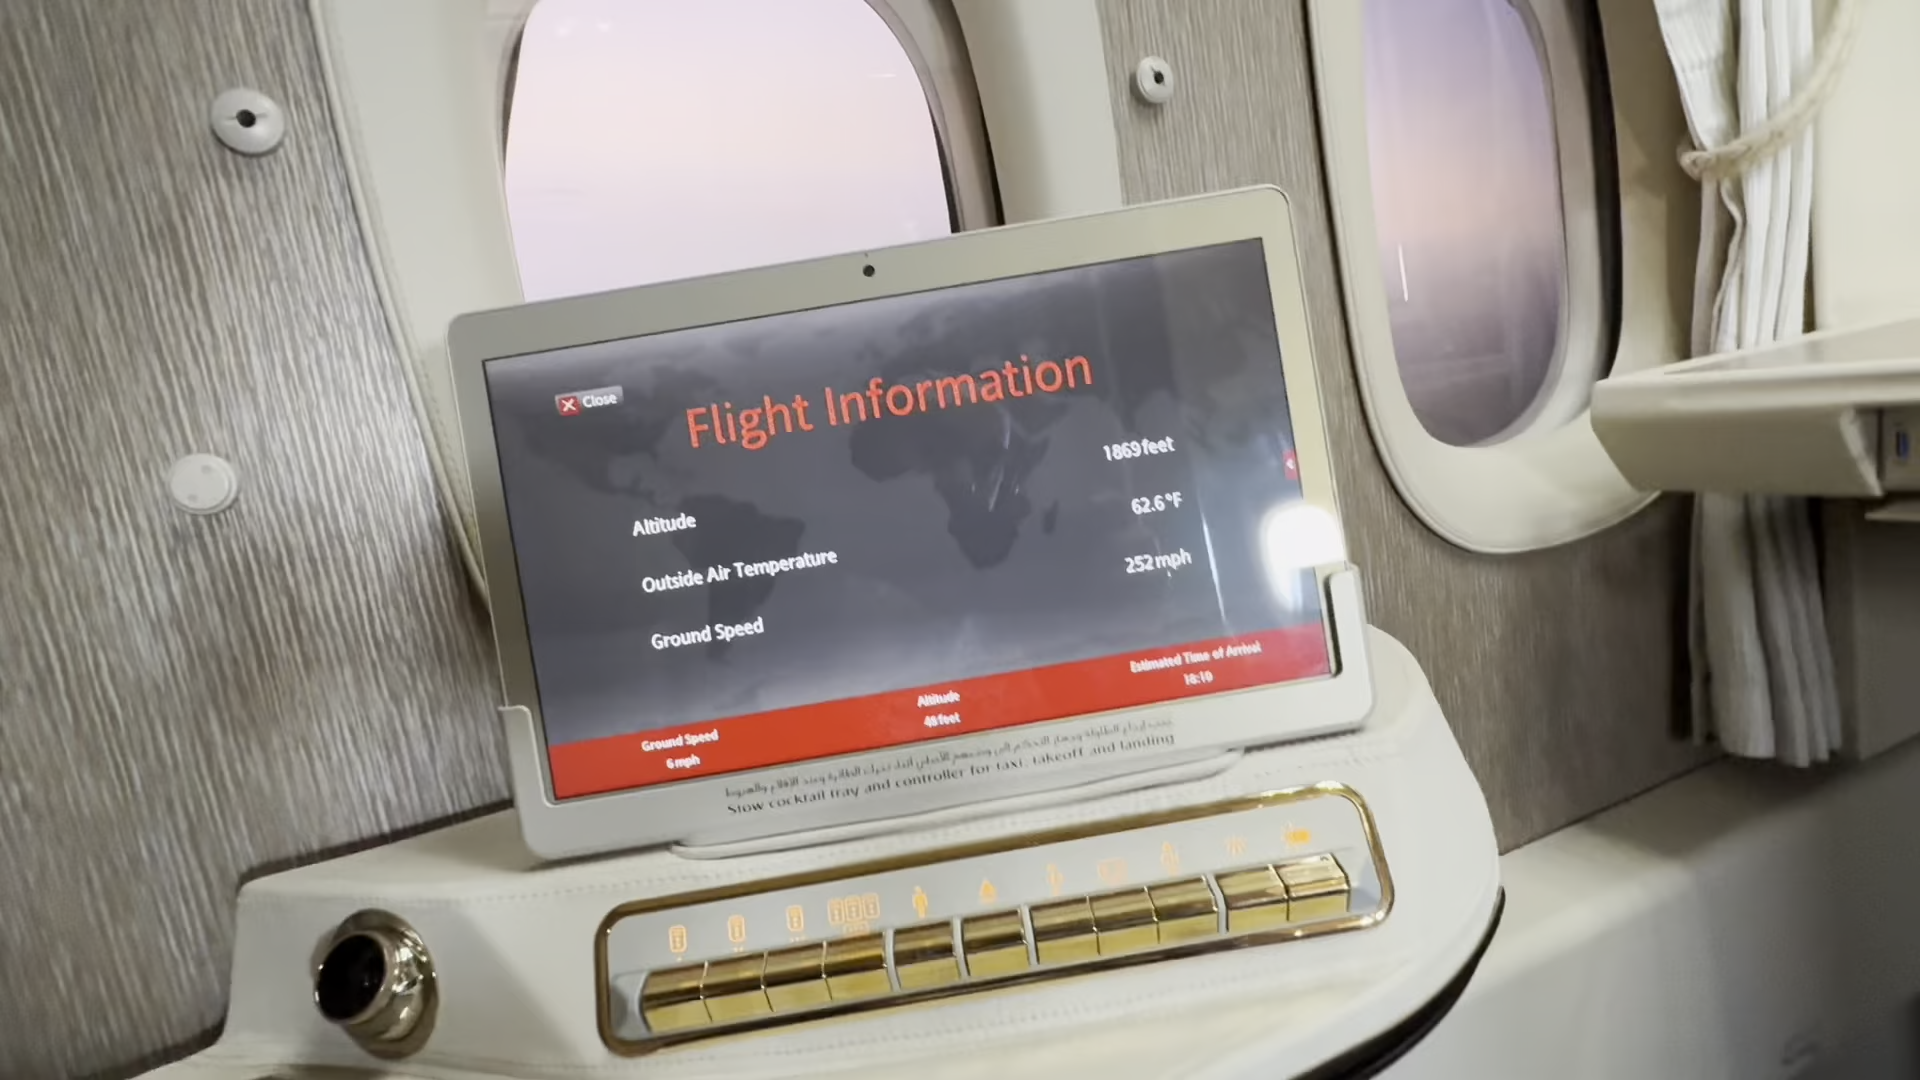 Close
Flight Information
Altitude
1869 feet
Outside Air Temperature
62.6 °F
Ground Speed
252 mph
Ground Speed
6 mph
Altitude
48 feet
Estimated Time of Arrival
18:10
Stow cocktail tray and controller for taxi, takeoff and landing